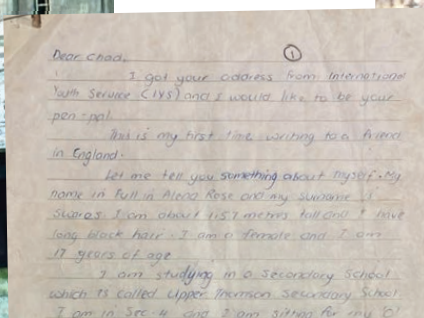 Dear Chad, 1
I got your address from International
Youth Service (IYS) and I would like to be your
pen-pal.
This is my first time writing to a friend
in England.
Let me tell you something about myself. My
name in full in Rose and my surname i
I am about 1.57 metres tall and I have
long black hair. I am a female and I am
17 years of age
I am studying in a Secondary School
which is called Upper Thomson Secondary School
I am in Sec 4 and I am sitting for my 'O'